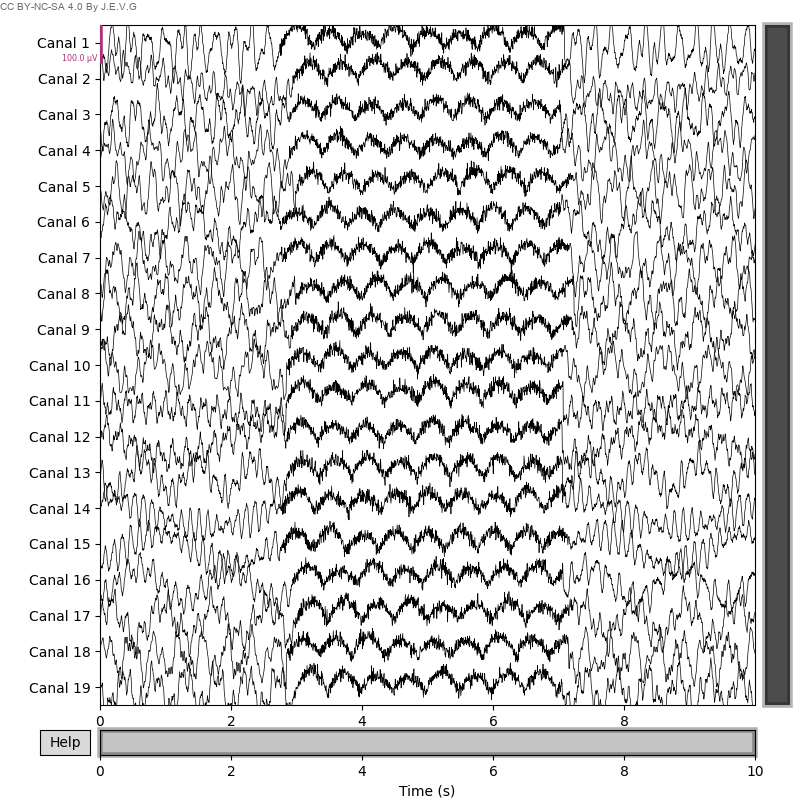 CC BY-NC-SA 4.0 By J.E.V.G
Canal 1
100.0 µV
Canal 2
Canal 3
Canal 4
Canal 5
Canal 6
Canal 7
Canal 8
Canal 9
Canal 10
Canal 11
Canal 12
Canal 13
Canal 14
Canal 15
Canal 16
Canal 17
Canal 18
Canal 19
0 2 4 6 8
Help
0 2 4 6 8 10
Time (s)